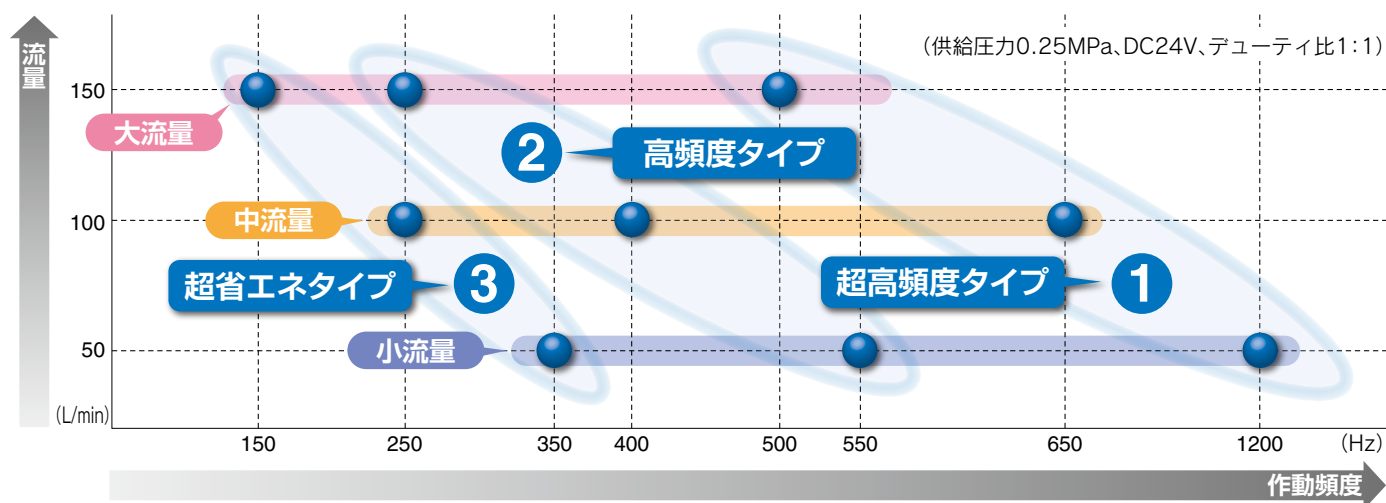 流量
（供給圧力0.25MPa、DC24V、デューティ比1：1）
150
大流量
2 高頻度タイプ
100
中流量
超省エネタイプ 3
超高頻度タイプ 1
50
小流量
(L/min)
150 250 350 400 500 550 650 1200 (Hz)
作動頻度